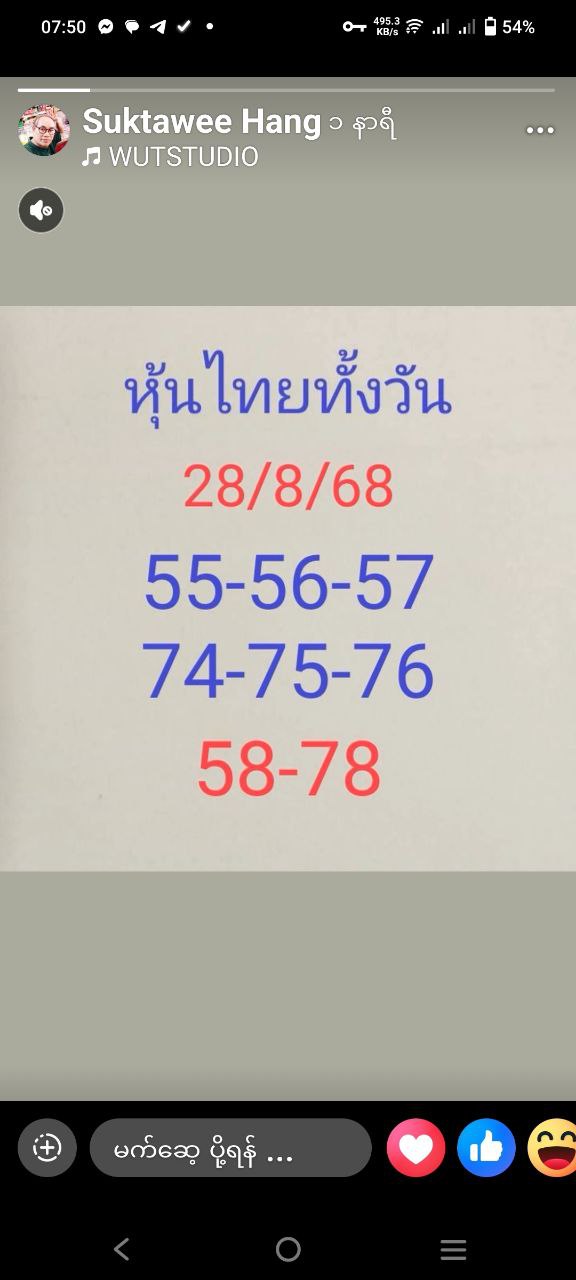 07:50 495.3 KB/s 54%
Suktawee Hang ၁ နာရီ
WUTSTUDIO
หุ้นไทยทั้งวัน
28/8/68
55-56-57
74-75-76
58-78
မက်ဆေ့ ပို့ရန် ...